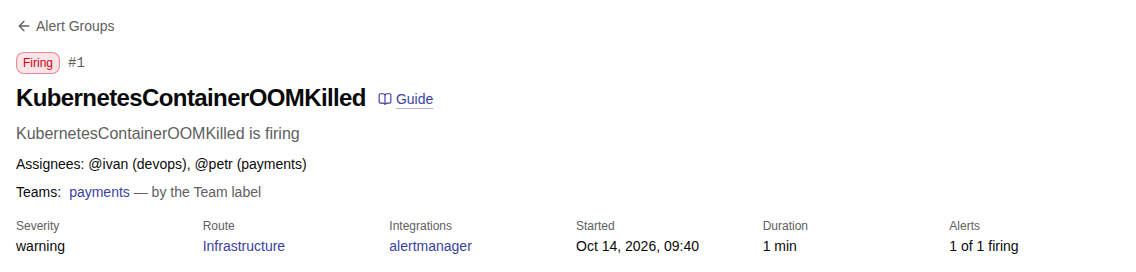 ← Alert Groups
Firing #1
KubernetesContainerOOMKilled Guide
KubernetesContainerOOMKilled is firing
Assignees: @ivan (devops), @petr (payments)
Teams: payments — by the Team label
Severity Route Integrations Started Duration Alerts
warning Infrastructure alertmanager Oct 14, 2026, 09:40 1 min 1 of 1 firing